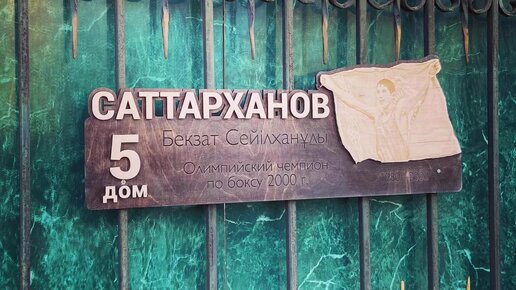 САТТАРХАНОВ
Бекзат Сейілханұлы
5
дом
Олимпийский чемпион
по боксу 2000 г.